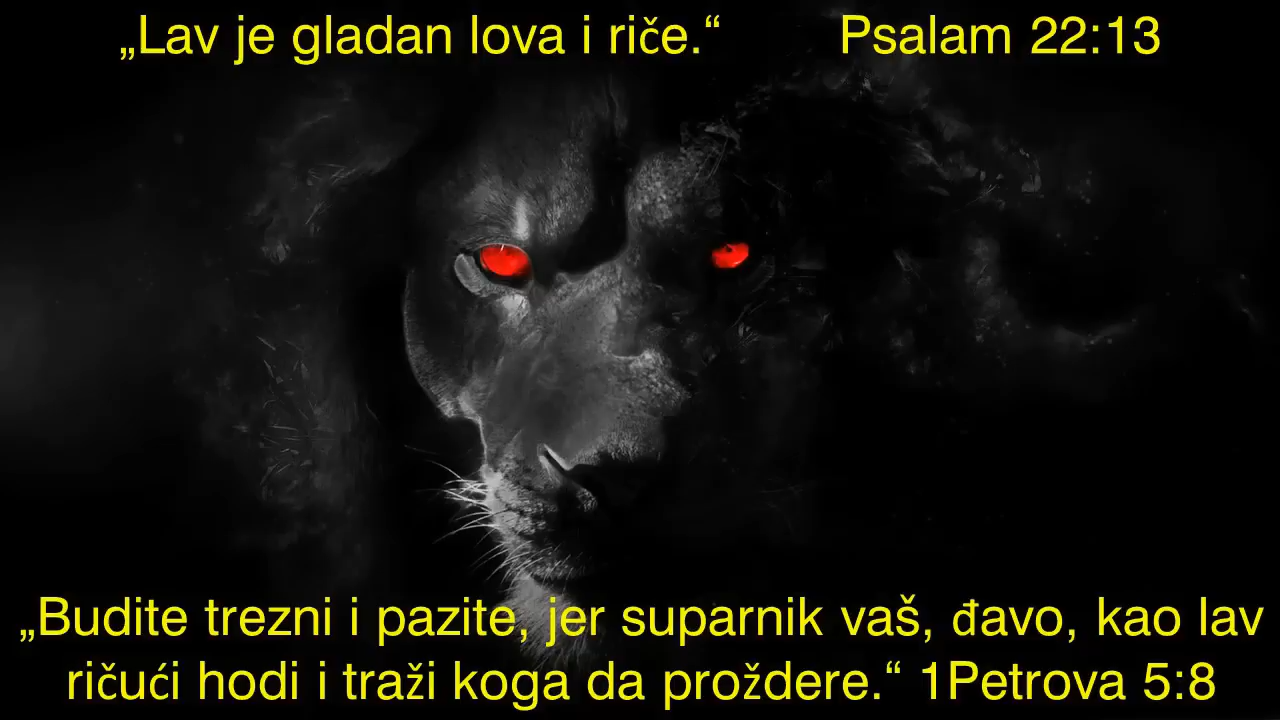 „Lav je gladan lova i riče.“ Psalam 22:13
„Budite trezni i pazite, jer suparnik vaš, đavo, kao lav
ričući hodi i traži koga da proždere.“ 1Petrova 5:8